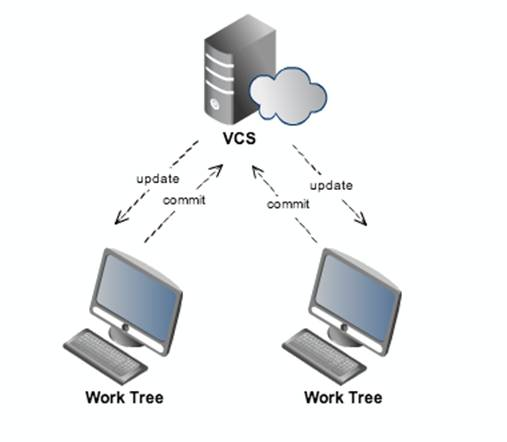 VCS
update
commit
update
commit
Work Tree
Work Tree